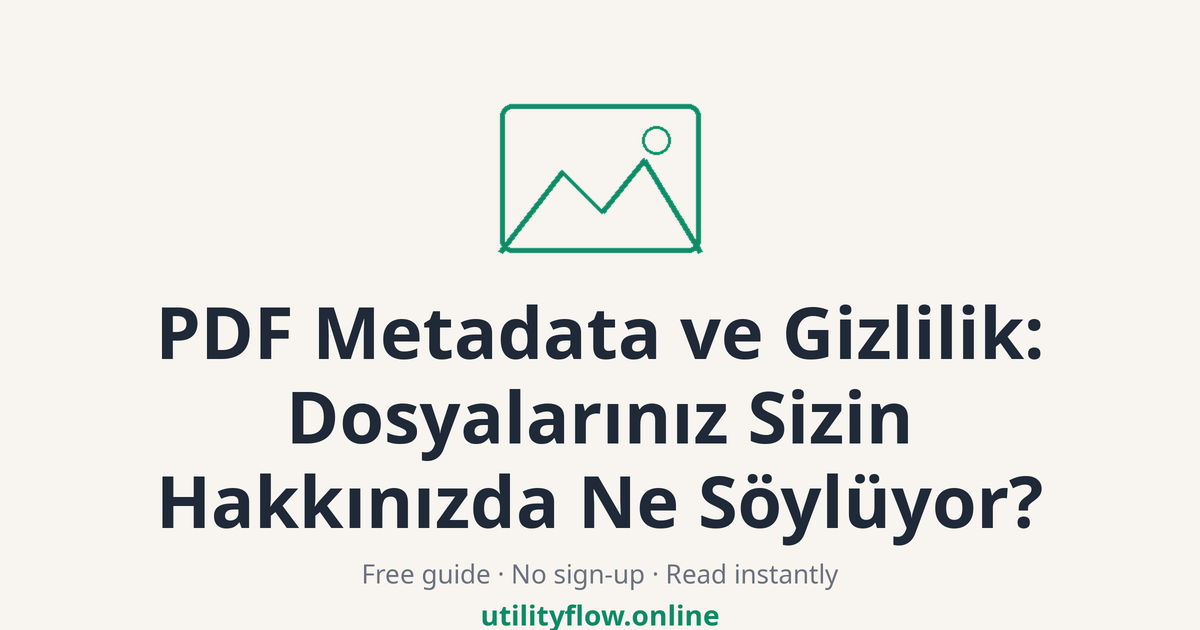 PDF Metadata ve Gizlilik:
Dosyalarınız Sizin
Hakkınızda Ne Söylüyor?
Free guide · No sign-up · Read instantly
utilityflow.online